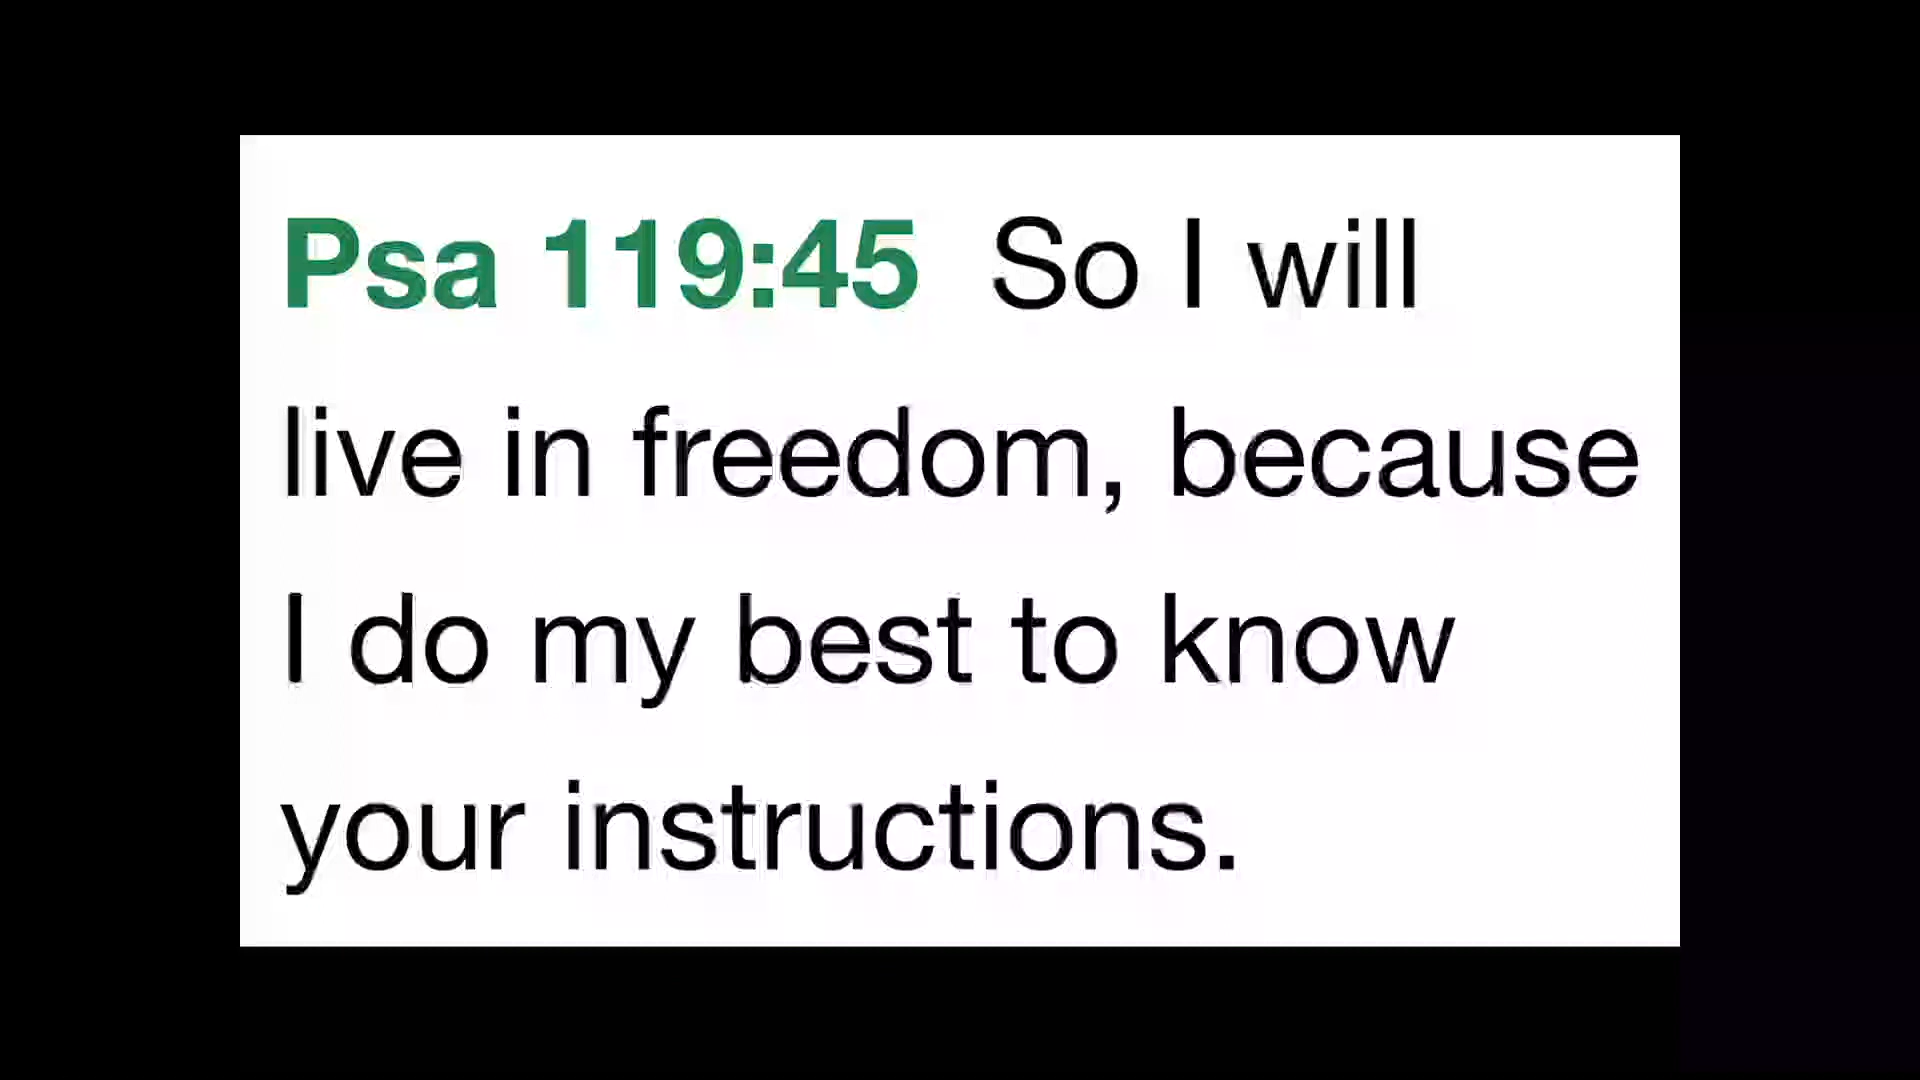 Psa 119:45 So I will
live in freedom, because
I do my best to know
your instructions.